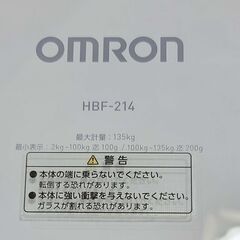 OMRON
HBF-214
最大計量：135kg
最小表示：2kg~100kg 迄 100g / 100kg~135kg 迄 200g
⚠警告
●本体の端に乗らないでください。
転倒する恐れがあります。
●本体に強い衝撃を与えないでください。
ガラスが割れる恐れがあります。